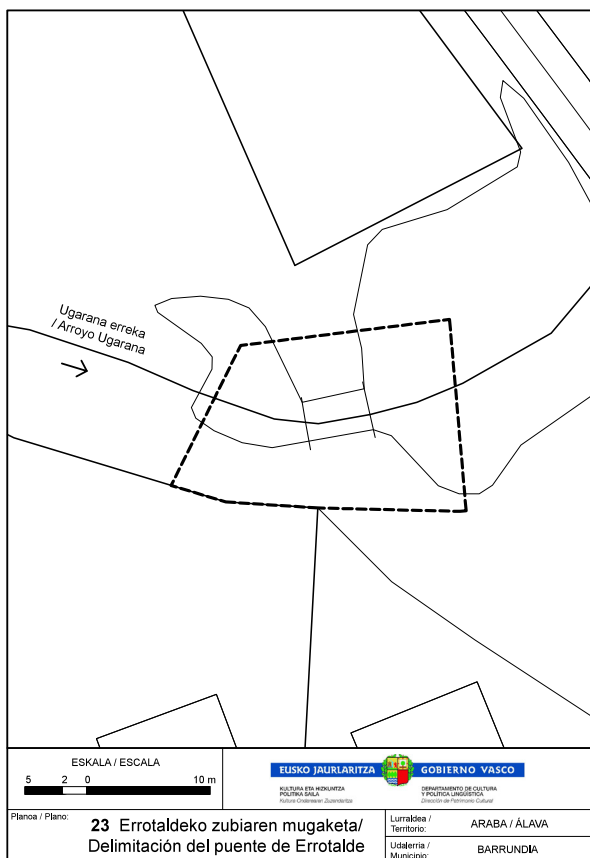 Ugarana erreka
/ Arroyo Ugarana
ESKALA / ESCALA
5 2 0 10 m
EUSKO JAURLARITZA GOBIERNO VASCO
KULTURA ETA HIZKUNTZA
POLITIKA SAILA
Kultura Ondarearen Zuzendaritza
DEPARTAMENTO DE CULTURA
Y POLÍTICA LINGÜÍSTICA
Dirección de Patrimonio Cultural
Planoa / Plano:
23 Errotaldeko zubiaren mugaketa/
Delimitación del puente de Errotalde
Lurraldea /
Territorio:
ARABA / ÁLAVA
Udalerria /
Municipio:
BARRUNDIA